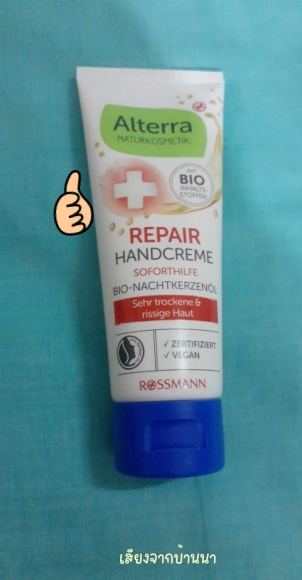 Alterra
NATURKOSMETIK
MIT
BIO
INHALTS-
STOFFEN
REPAIR
HANDCREME
SOFORTHILFE
BIO-NACHTKERZENÖL
Sehr trockene &
rissige Haut
✓ ZERTIFIZIERT
✓ VEGAN
ROSSMANN
เสียงจากบ้านนา